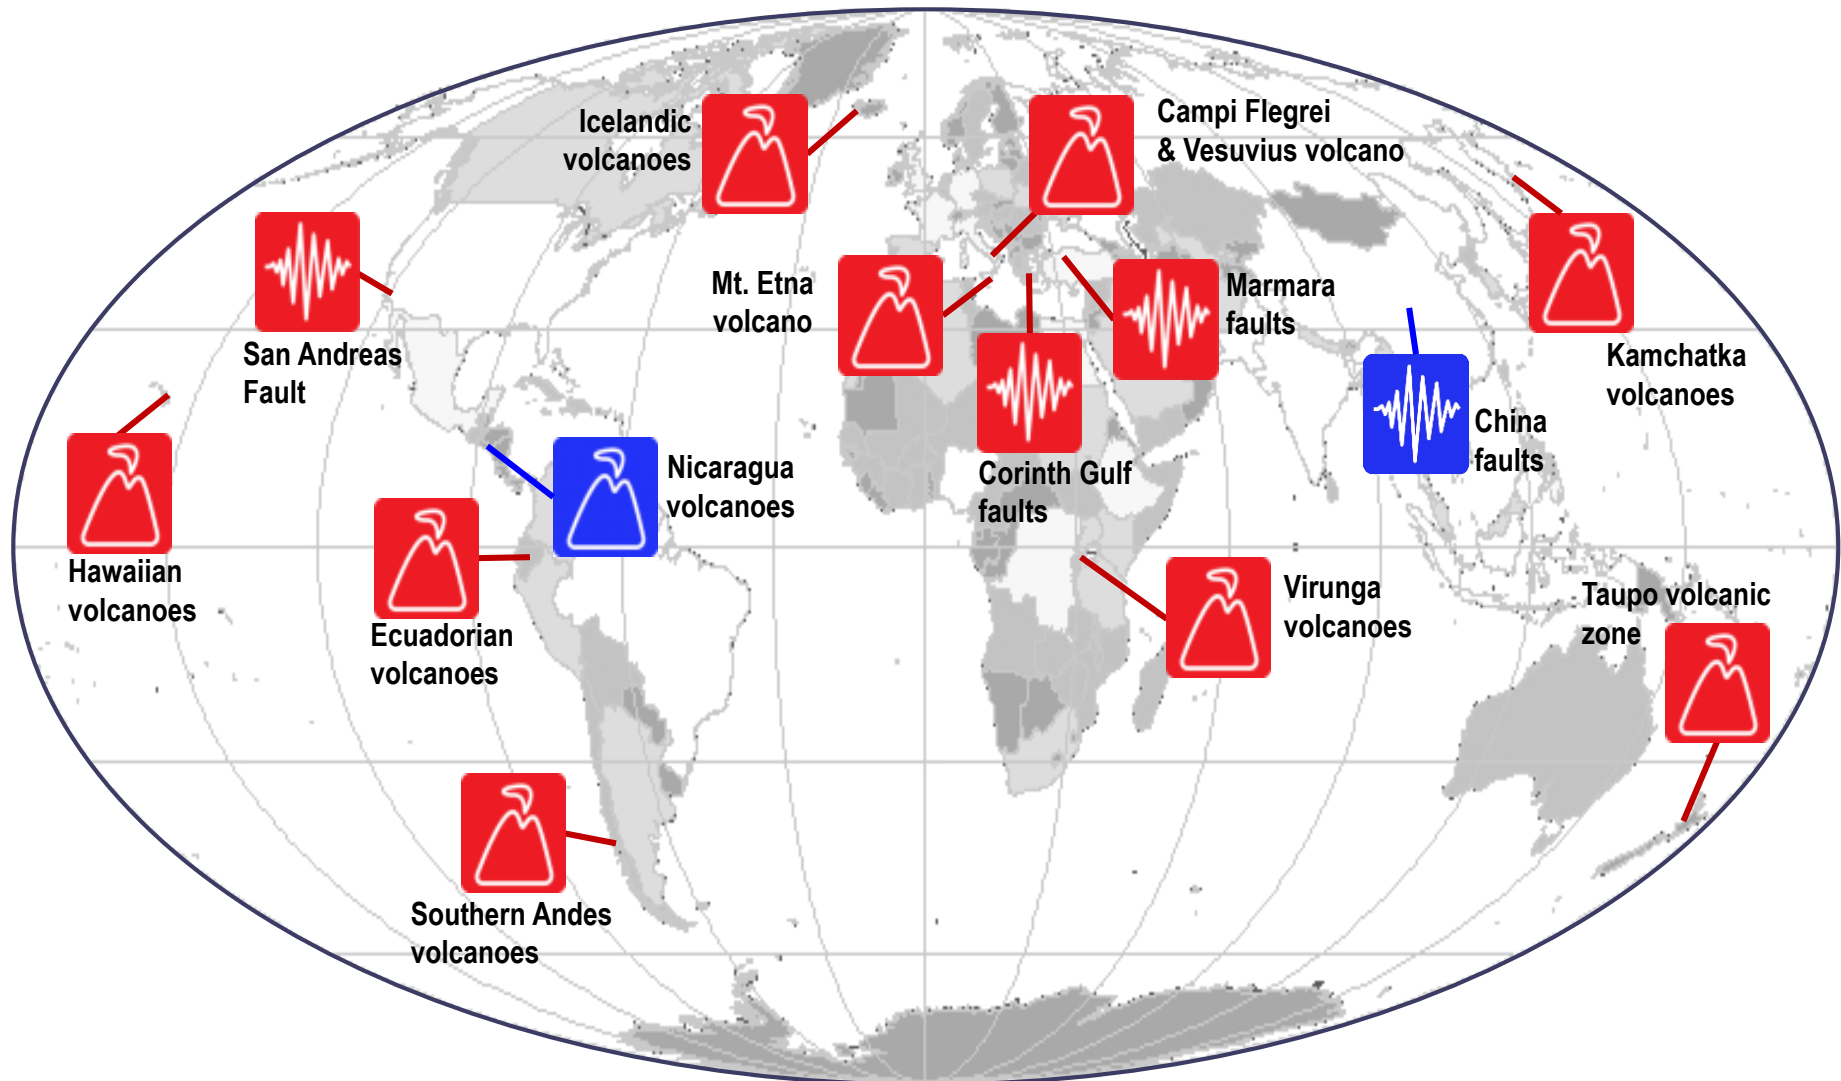 Icelandic
volcanoes
Campi Flegrei
& Vesuvius volcano
San Andreas
Fault
Mt. Etna
volcano
Marmara
faults
Kamchatka
volcanoes
China
faults
Hawaiian
volcanoes
Nicaragua
volcanoes
Corinth Gulf
faults
Ecuadorian
volcanoes
Virunga
volcanoes
Taupo volcanic
zone
Southern Andes
volcanoes